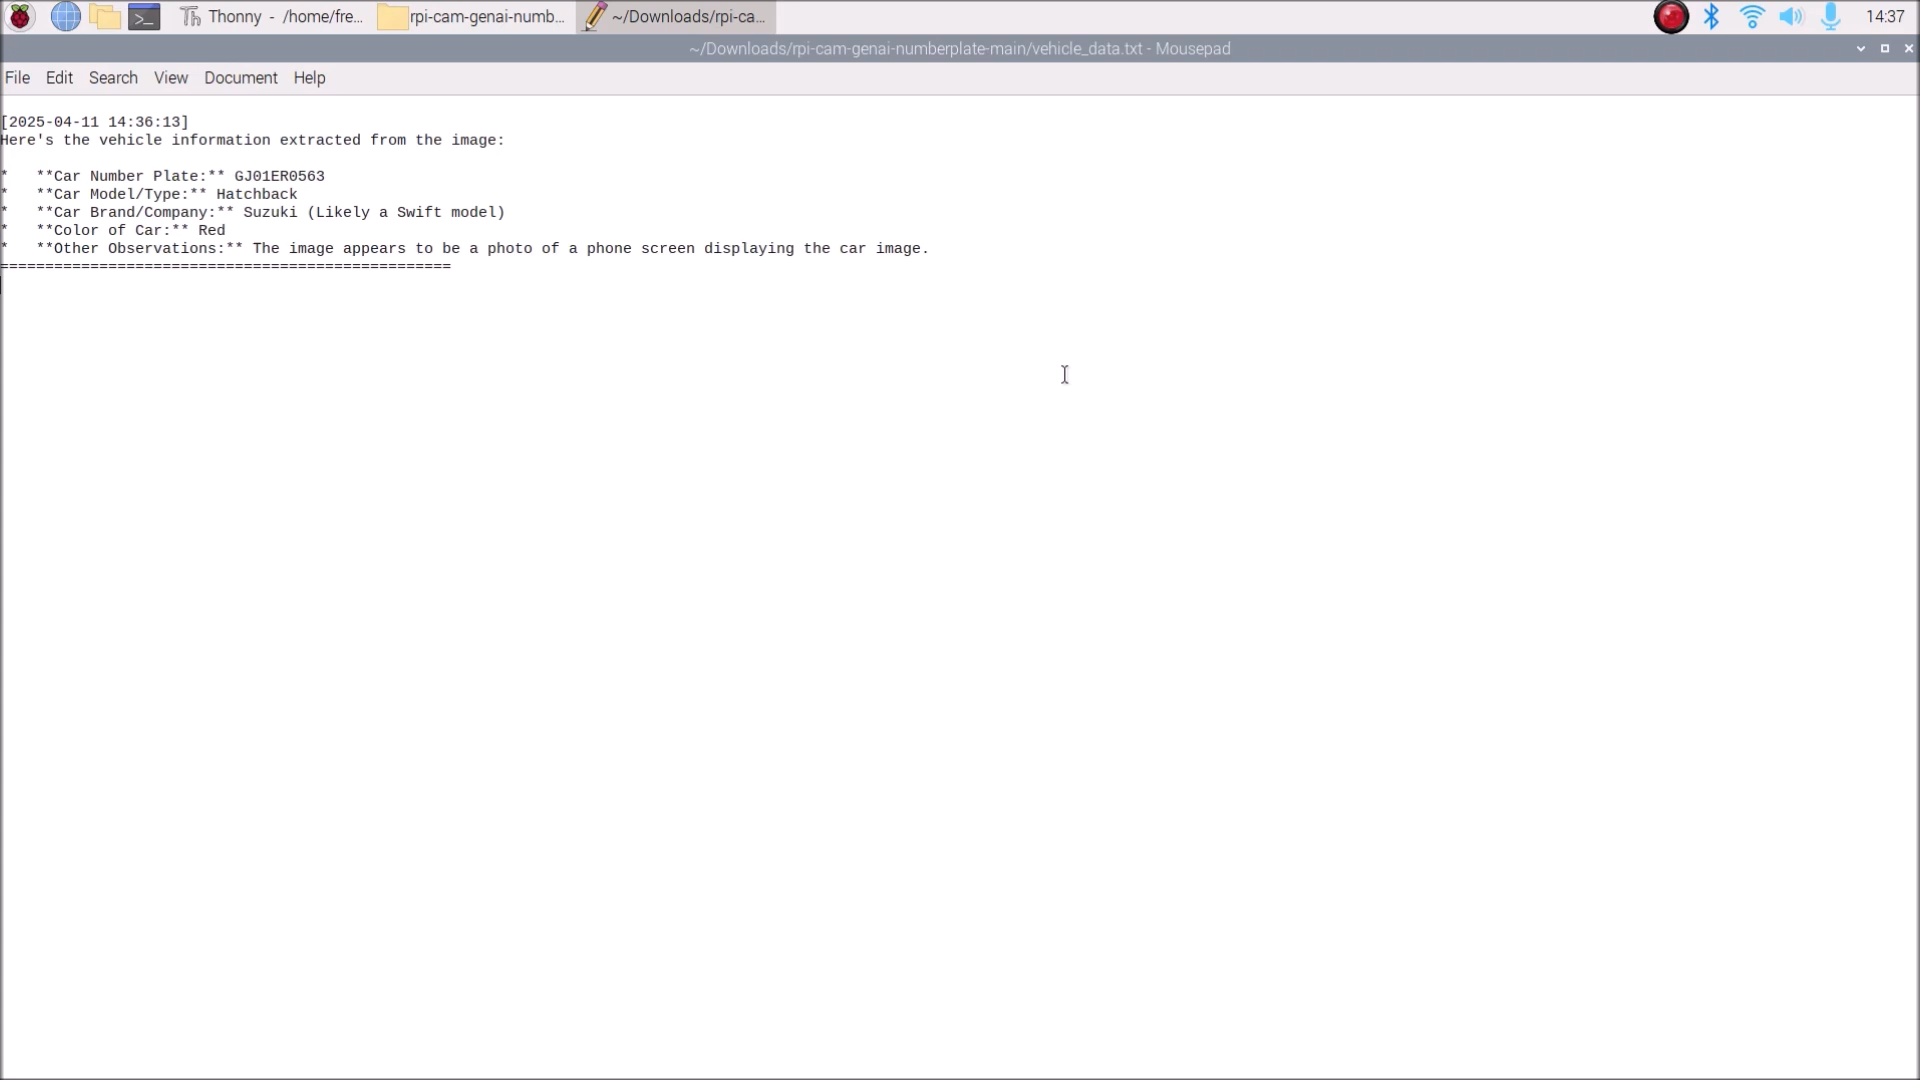 Thonny - /home/fre...
rpi-cam-genai-numb...
~/Downloads/rpi-ca...
14:37
~/Downloads/rpi-cam-genai-numberplate-main/vehicle_data.txt - Mousepad
File Edit Search View Document Help
[2025-04-11 14:36:13]
Here's the vehicle information extracted from the image:
*   **Car Number Plate:** GJ01ER0563
*   **Car Model/Type:** Hatchback
*   **Car Brand/Company:** Suzuki (Likely a Swift model)
*   **Color of Car:** Red
*   **Other Observations:** The image appears to be a photo of a phone screen displaying the car image.
==================================================